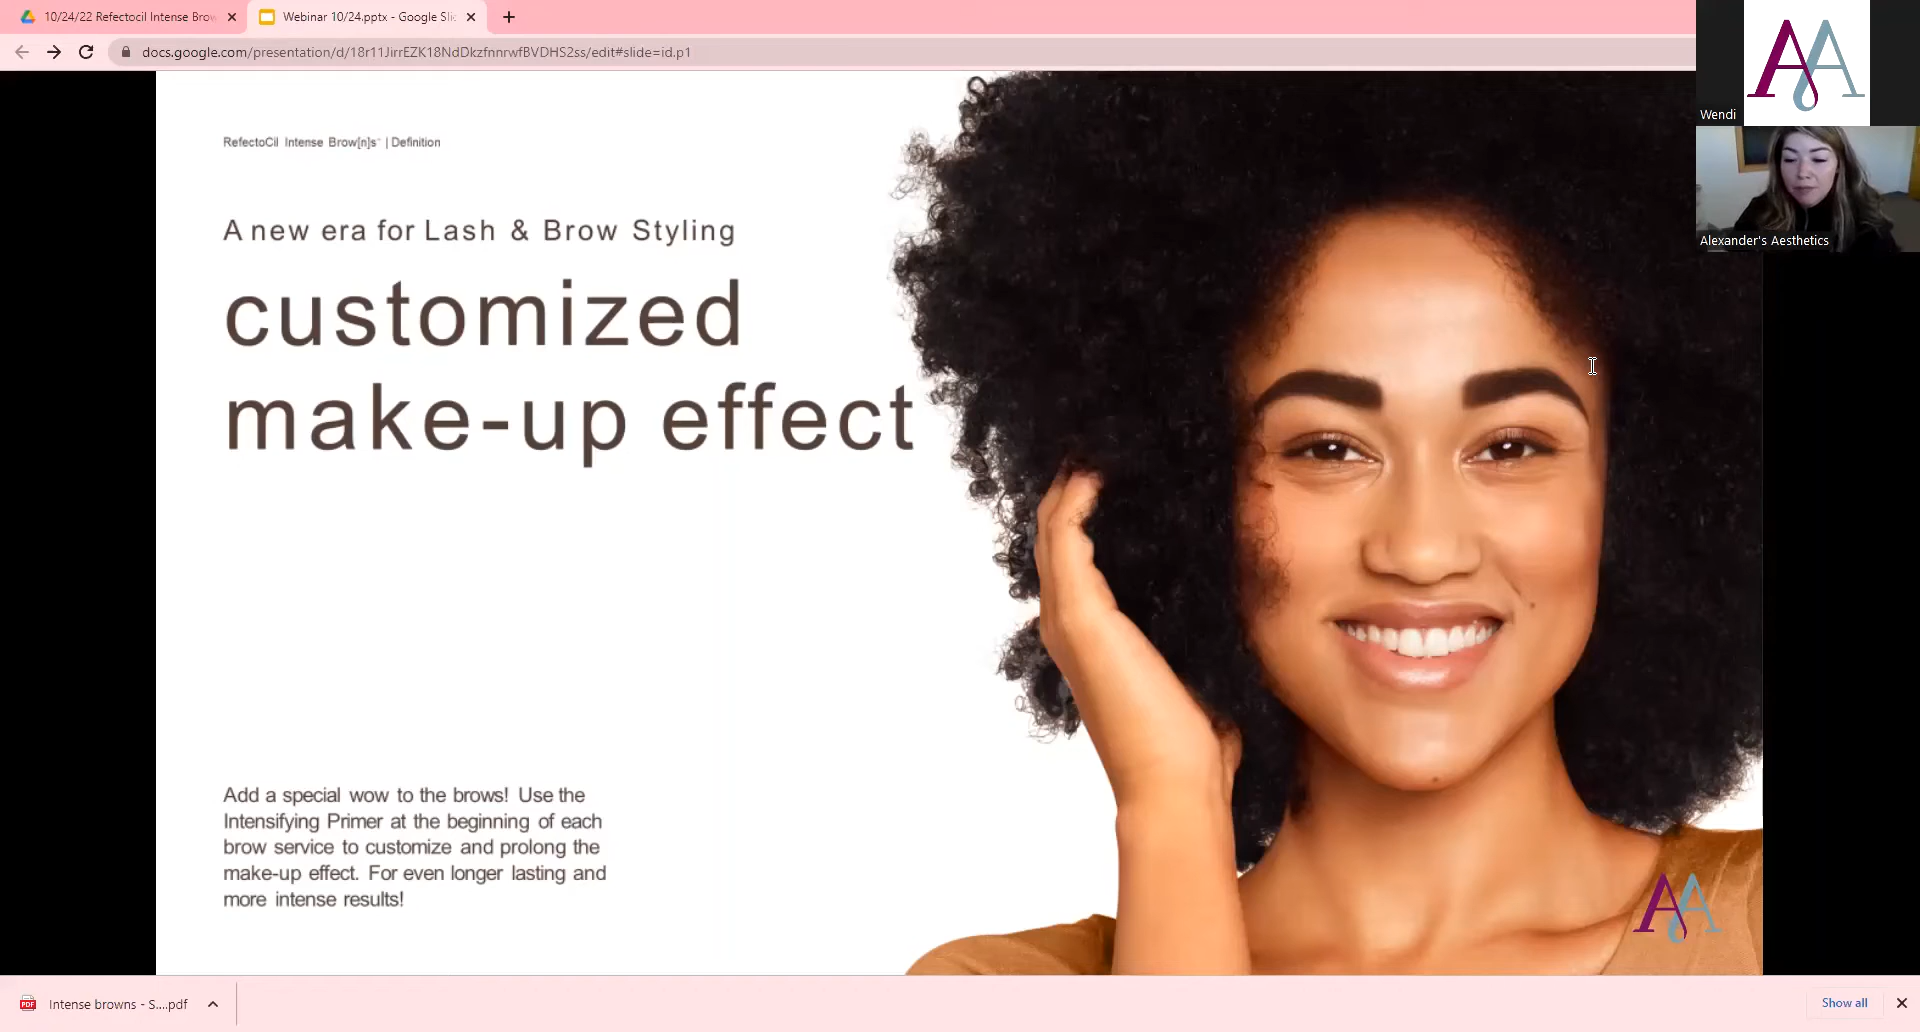 10/24/22 Refectocil Intense Brow
Webinar 10/24.pptx - Google Sli
docs.google.com/presentation/d/18r11JirrEZK18NdDkzfnnrwfBVDHS2ss/edit#slide=id.p1
Wendi
Alexander's Aesthetics
RefectoCil Intense Brow[n]s | Definition
A new era for Lash & Brow Styling
customized
make-up effect
Add a special wow to the brows! Use the
Intensifying Primer at the beginning of each
brow service to customize and prolong the
make-up effect. For even longer lasting and
more intense results!
AA
AA
PDF
Intense browns - S....pdf
Show all